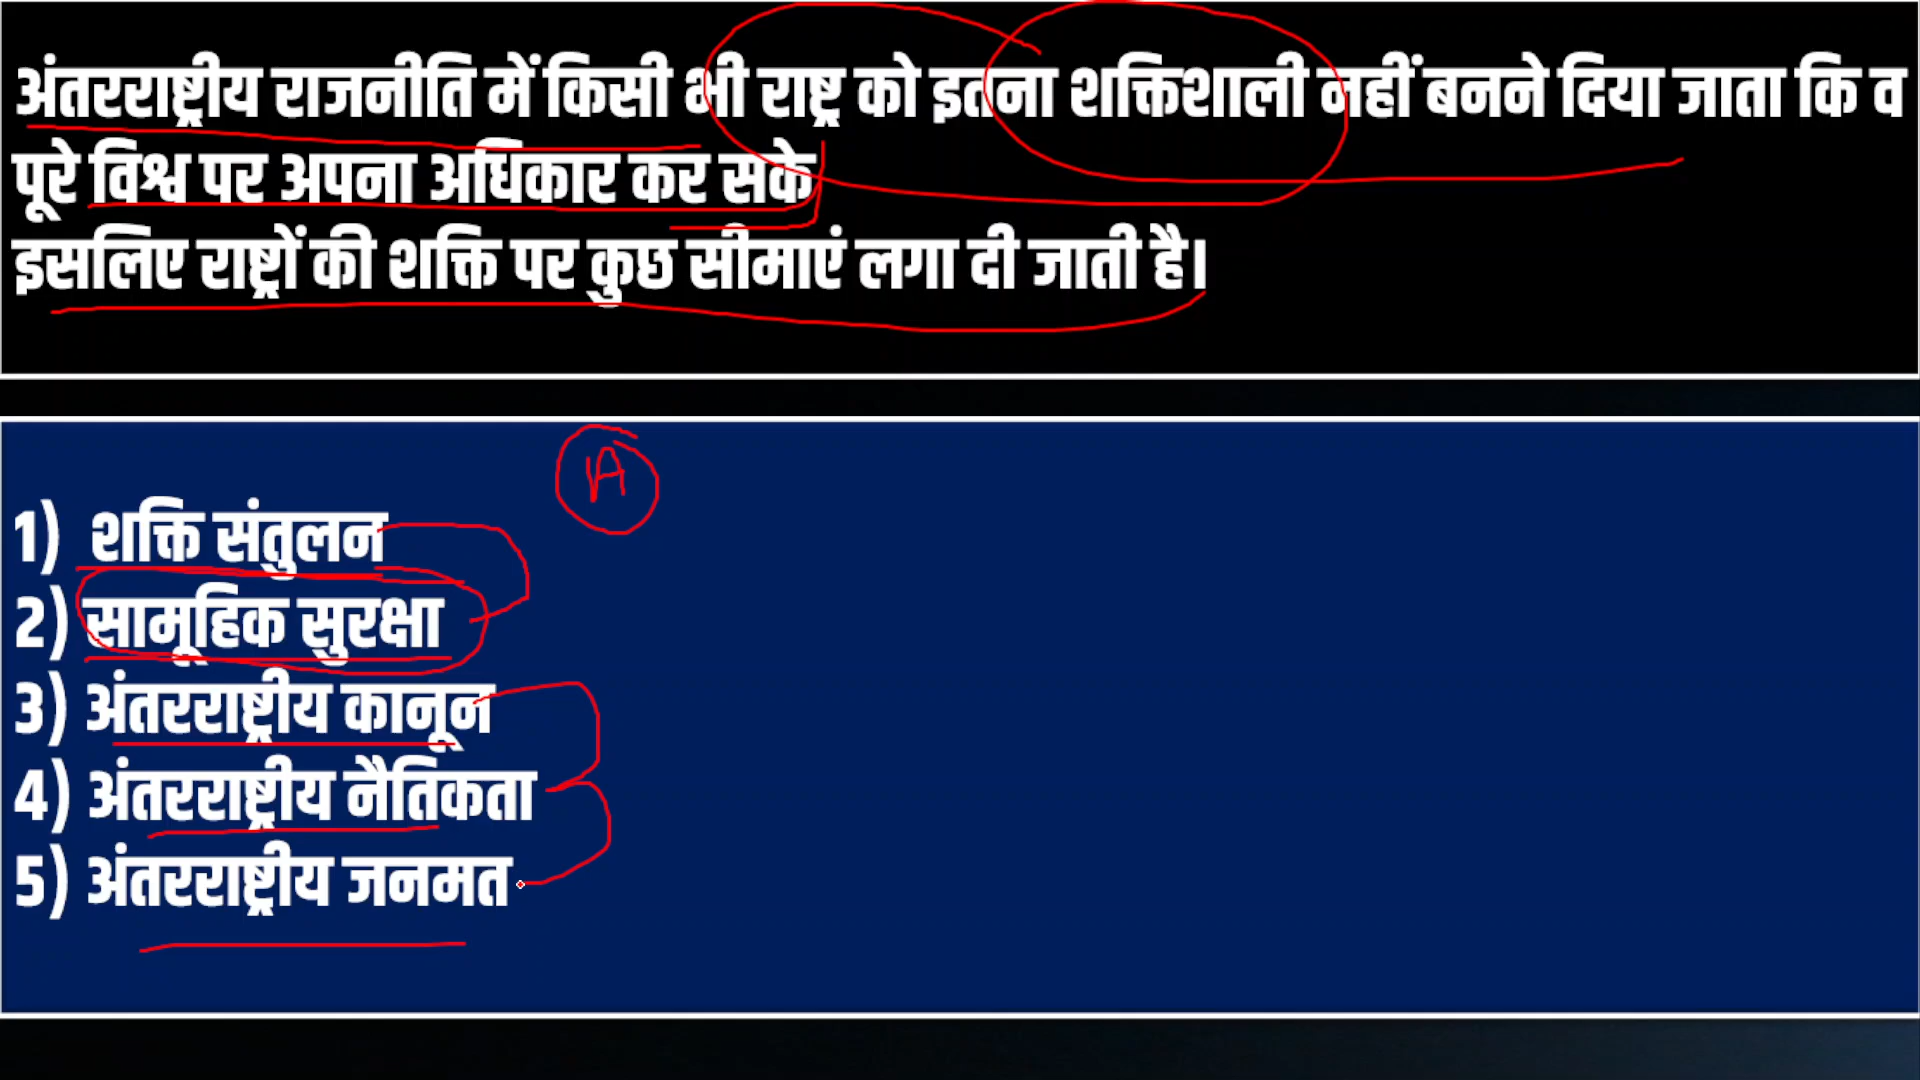 अंतरराष्ट्रीय राजनीति में किसी भी राष्ट्र को इतना शक्तिशाली नहीं बनने दिया जाता कि व
पूरे विश्व पर अपना अधिकार कर सके
इसलिए राष्ट्रों की शक्ति पर कुछ सीमाएं लगा दी जाती है।
A
1) शक्ति संतुलन
2) सामूहिक सुरक्षा
3) अंतरराष्ट्रीय कानून
4) अंतरराष्ट्रीय नैतिकता
5) अंतरराष्ट्रीय जनमत